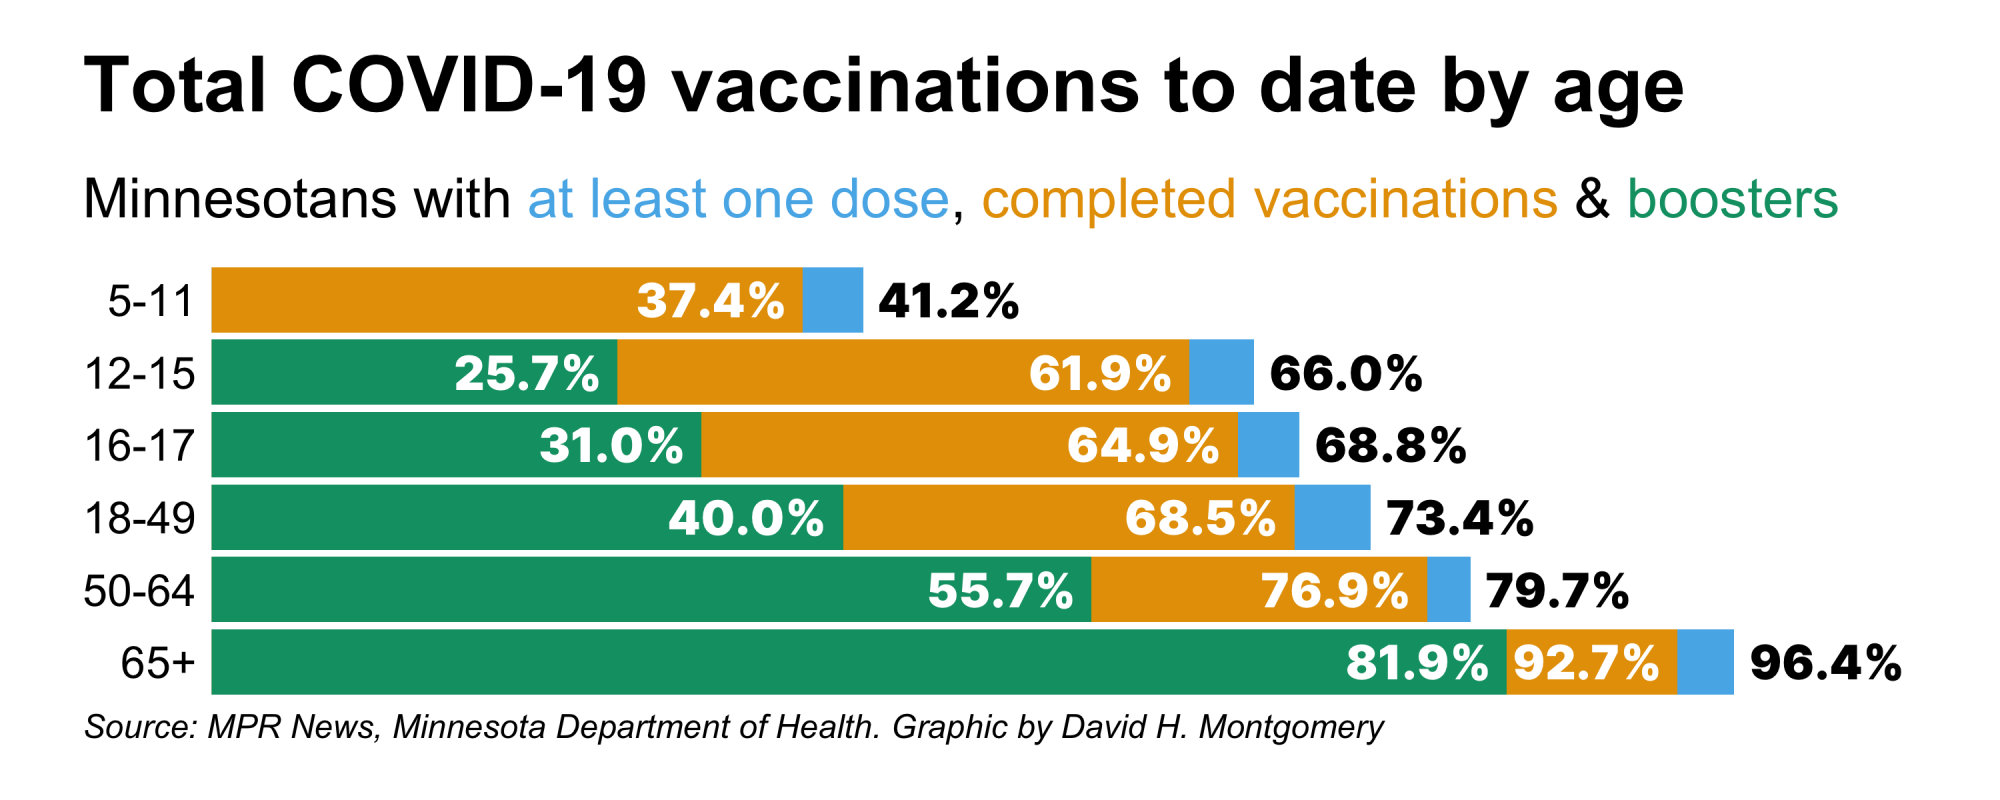 Total COVID-19 vaccinations to date by age
Minnesotans with at least one dose, completed vaccinations & boosters
5-11 37.4% 41.2%
12-15 25.7% 61.9% 66.0%
16-17 31.0% 64.9% 68.8%
18-49 40.0% 68.5% 73.4%
50-64 55.7% 76.9% 79.7%
65+ 81.9% 92.7% 96.4%
Source: MPR News, Minnesota Department of Health. Graphic by David H. Montgomery